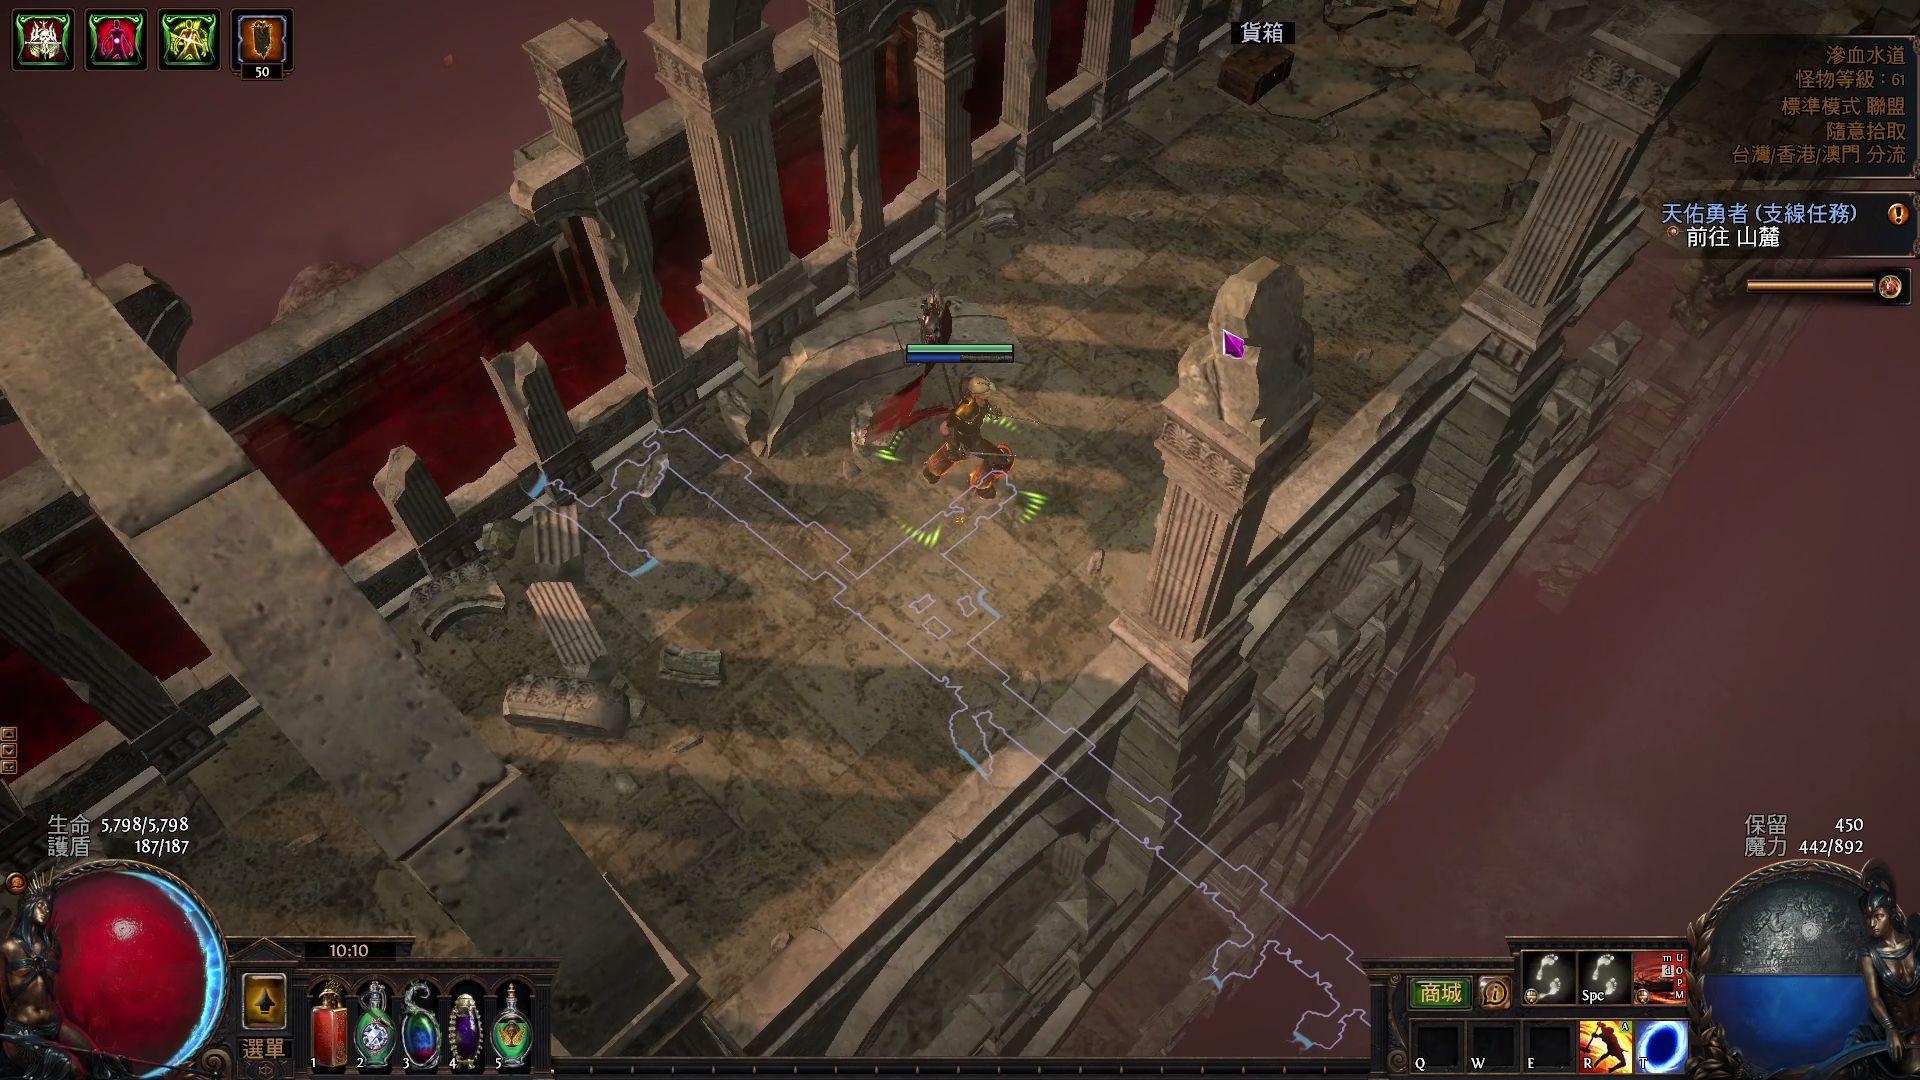 50
貨箱
滲血水道
怪物等級：61
標準模式 聯盟
隨意拾取
台灣/香港/澳門 分流
天佑勇者 (支線任務)
前往 山麓
生命 5,798/5,798
護盾 187/187
保留 450
魔力 442/892
10:10
選單
1 2 3 4 5
商城
Spc
Q W E R T
A